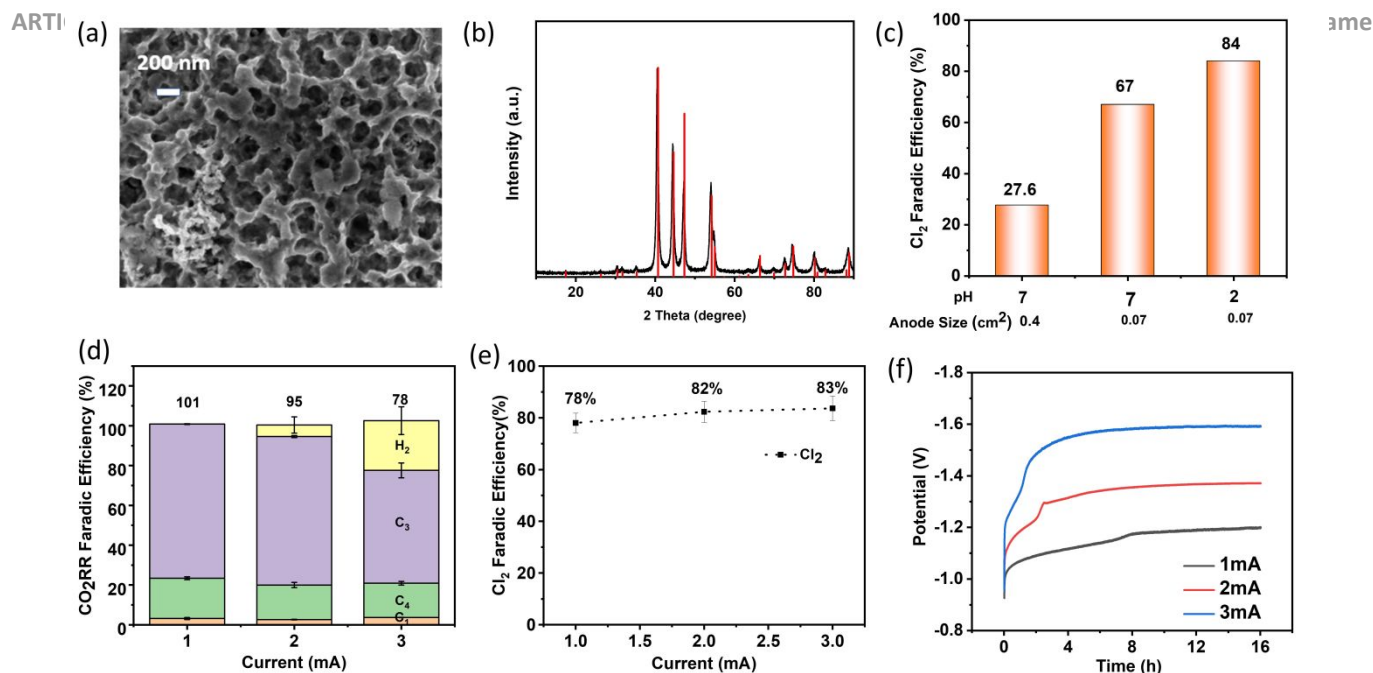 ARTI
ame
(a)
200 nm
(b)
Intensity (a.u.)
20 40 60 80
2 Theta (degree)
(c)
Cl2 Faradic Efficiency (%)
100
80
60
40
20
0
27.6
67
84
pH 7 7 2
Anode Size (cm2) 0.4 0.07 0.07
(d)
CO2RR Faradic Efficiency (%)
120
100
80
60
40
20
0
101 95 78
H2
C3
C4
C1
1 2 3
Current (mA)
(e)
Cl2 Faradic Efficiency(%)
100
80
60
40
20
0
78% 82% 83%
Cl2
1.0 1.5 2.0 2.5 3.0
Current (mA)
(f)
Potential (V)
-1.8
-1.6
-1.4
-1.2
-1.0
-0.8
1mA
2mA
3mA
0 4 8 12 16
Time (h)